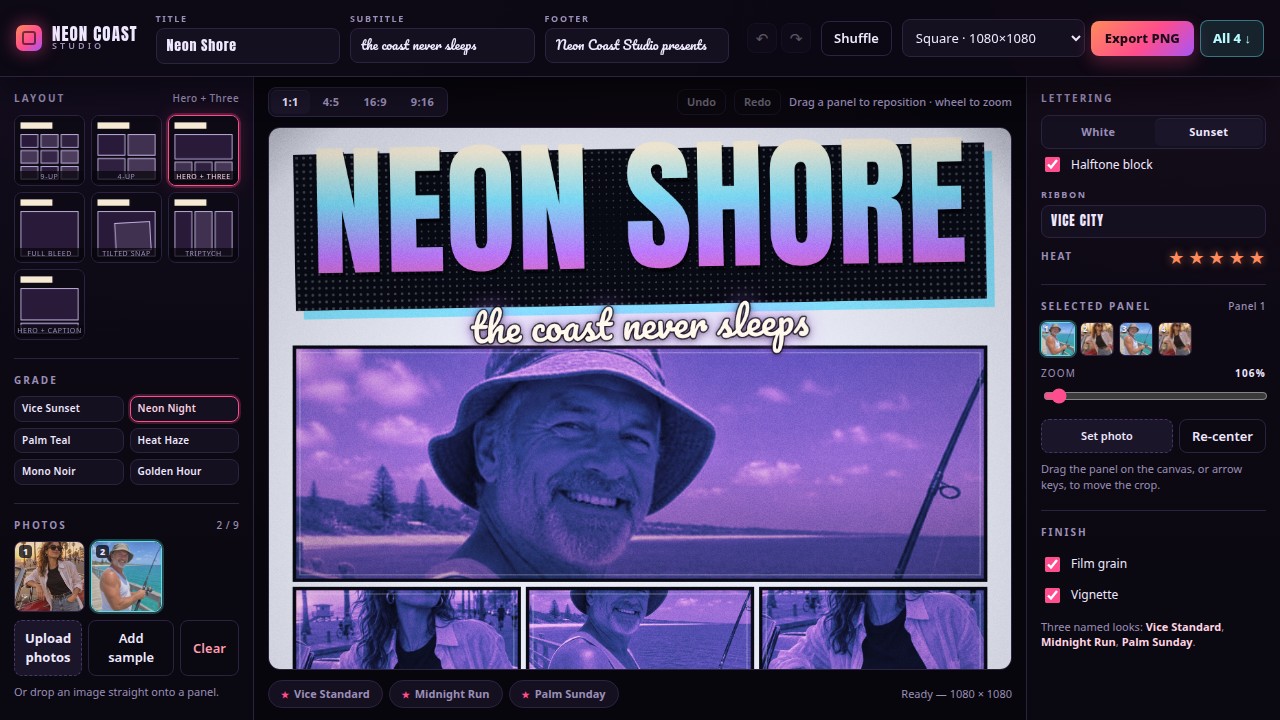 NEON COAST
STUDIO
TITLE
Neon Shore
SUBTITLE
the coast never sleeps
FOOTER
Neon Coast Studio presents
↶
↷
Shuffle
Square · 1080×1080
Export PNG
All 4 ↓
LAYOUT
Hero + Three
9-UP
4-UP
HERO + THREE
FULL BLEED
TILTED SNAP
TRIPTYCH
HERO + CAPTION
GRADE
Vice Sunset
Neon Night
Palm Teal
Heat Haze
Mono Noir
Golden Hour
PHOTOS
2 / 9
1
2
Upload photos
Add sample
Clear
Or drop an image straight onto a panel.
1:1
4:5
16:9
9:16
Undo
Redo
Drag a panel to reposition · wheel to zoom
NEON SHORE
the coast never sleeps
★ Vice Standard
★ Midnight Run
★ Palm Sunday
Ready — 1080 × 1080
LETTERING
White
Sunset
Halftone block
RIBBON
VICE CITY
HEAT
★ ★ ★ ★ ★
SELECTED PANEL
Panel 1
ZOOM
106%
Set photo
Re-center
Drag the panel on the canvas, or arrow
keys, to move the crop.
FINISH
Film grain
Vignette
Three named looks: Vice Standard,
Midnight Run, Palm Sunday.